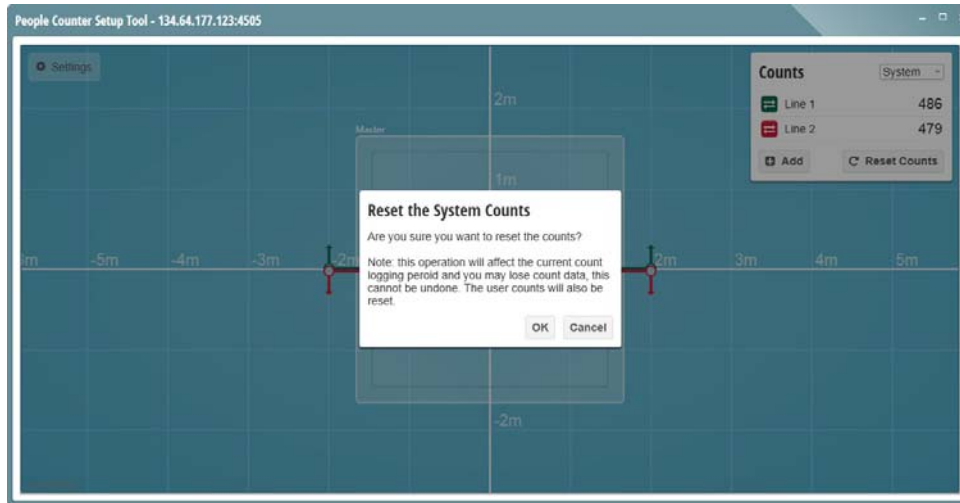 People Counter Setup Tool - 134.64.177.123:4505
Settings
Counts
System
Line 1
486
Line 2
479
Add
Reset Counts
2m
Master
1m
-5m
-4m
-3m
-2m
2m
3m
4m
5m
-2m
Reset the System Counts
Are you sure you want to reset the counts?
Note: this operation will affect the current count
logging peroid and you may lose count data, this
cannot be undone. The user counts will also be
reset.
OK
Cancel